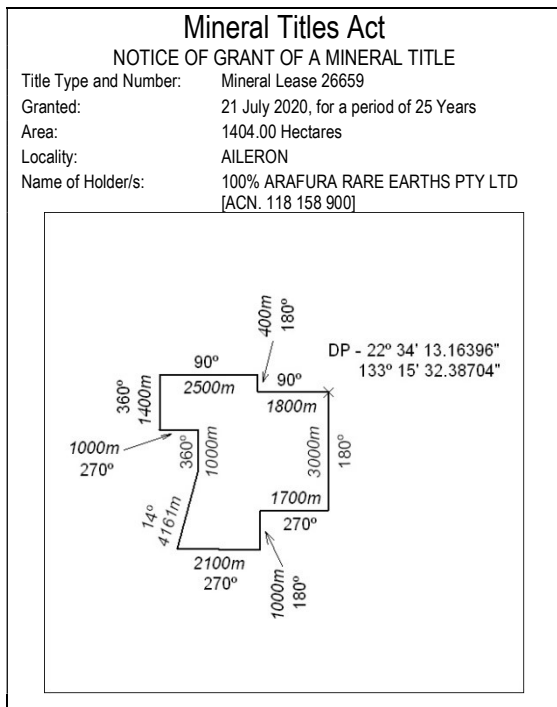 Mineral Titles Act
NOTICE OF GRANT OF A MINERAL TITLE
Title Type and Number: Mineral Lease 26659
Granted: 21 July 2020, for a period of 25 Years
Area: 1404.00 Hectares
Locality: AILERON
Name of Holder/s: 100% ARAFURA RARE EARTHS PTY LTD
[ACN. 118 158 900]
400m
180º
DP - 22º 34' 13.16396"
133º 15' 32.38704"
90º
2500m
90º
1800m
360º
1400m
1000m
270º
360º
1000m
3000m
180º
1700m
270º
14º
4161m
2100m
270º
1000m
180º